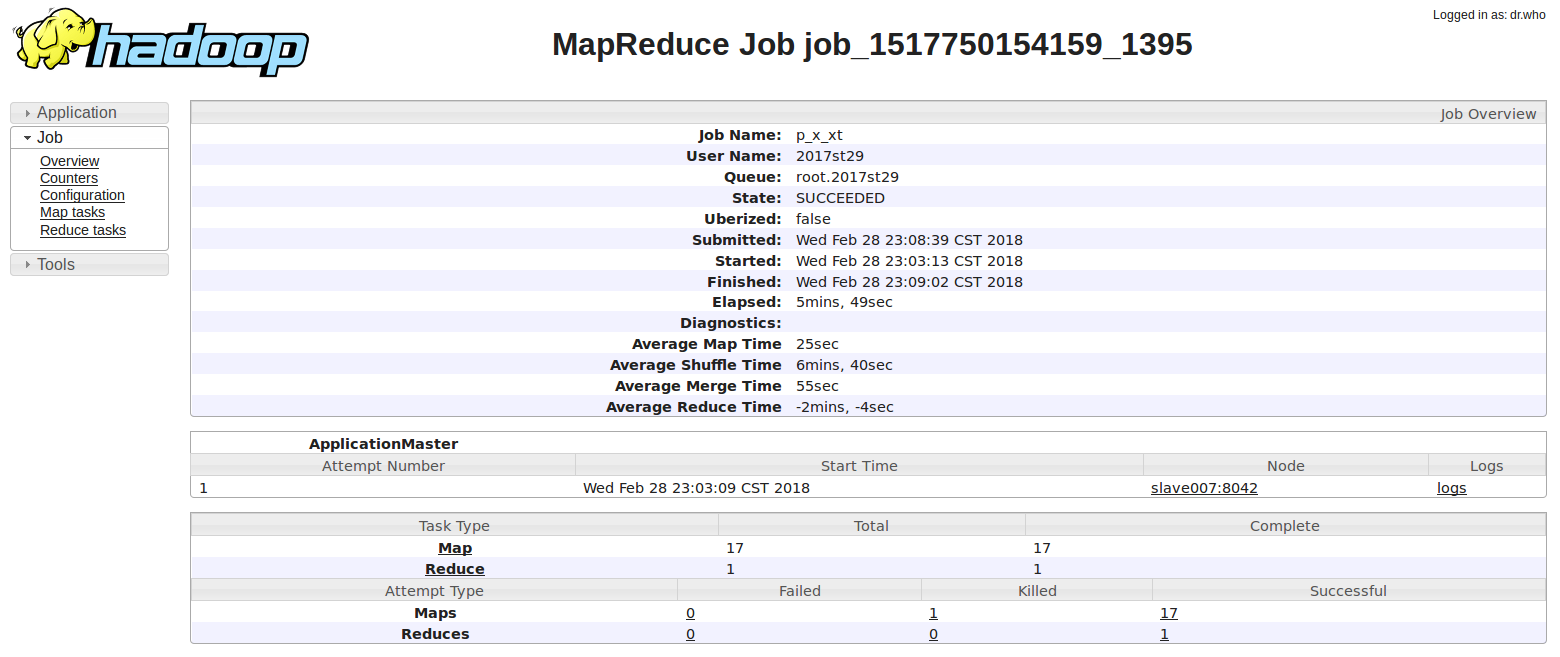 hadoop
Logged in as: dr.who
MapReduce Job job_1517750154159_1395
Application
Job
Overview
Counters
Configuration
Map tasks
Reduce tasks
Tools
Job Overview
Job Name: p_x_xt
User Name: 2017st29
Queue: root.2017st29
State: SUCCEEDED
Uberized: false
Submitted: Wed Feb 28 23:08:39 CST 2018
Started: Wed Feb 28 23:03:13 CST 2018
Finished: Wed Feb 28 23:09:02 CST 2018
Elapsed: 5mins, 49sec
Diagnostics:
Average Map Time 25sec
Average Shuffle Time 6mins, 40sec
Average Merge Time 55sec
Average Reduce Time -2mins, -4sec
ApplicationMaster
Attempt Number Start Time Node Logs
1 Wed Feb 28 23:03:09 CST 2018 slave007:8042 logs
Task Type Total Complete
Map 17 17
Reduce 1 1
Attempt Type Failed Killed Successful
Maps 0 1 17
Reduces 0 0 1